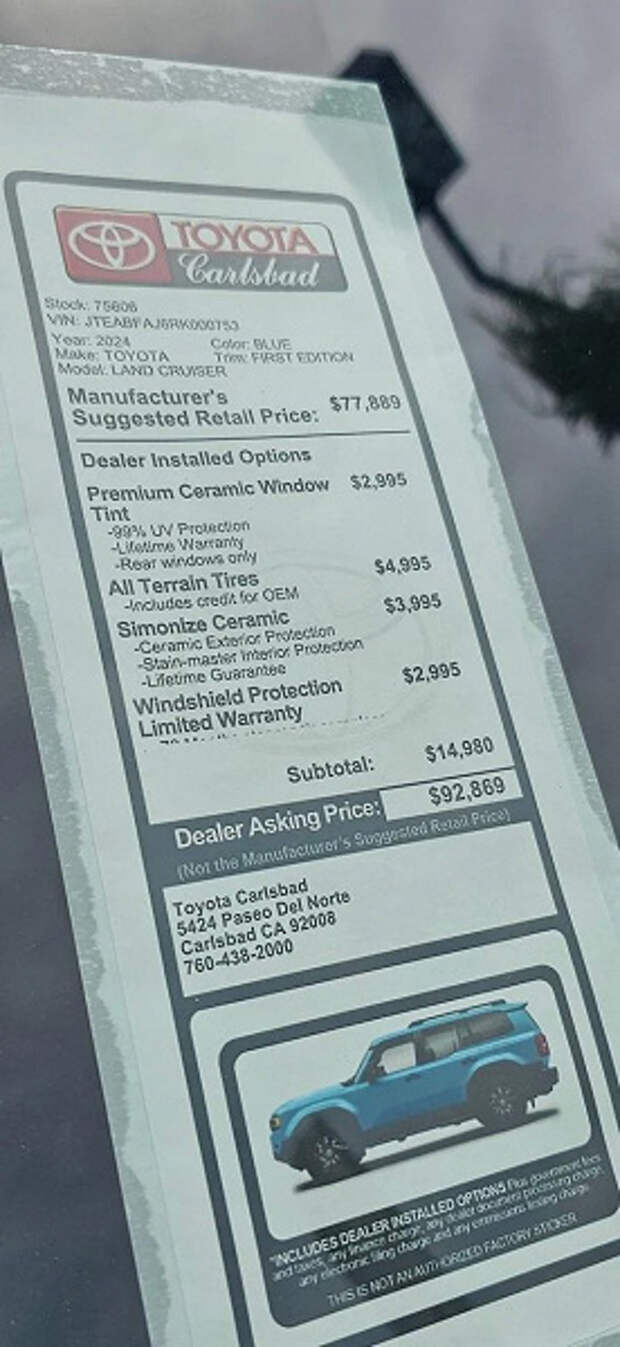 TOYOTA
Carlsbad
Stock: 75606
VIN: JTEABFAJ6RK000753
Year: 2024 Color: BLUE
Make: TOYOTA Trim: FIRST EDITION
Model: LAND CRUISER
Manufacturer's
Suggested Retail Price: $77,889
Dealer Installed Options
Premium Ceramic Window $2,995
Tint
-99% UV Protection
-Lifetime Warranty
-Rear windows only
All Terrain Tires $4,995
-Includes credit for OEM
Simonize Ceramic $3,995
-Ceramic Exterior Protection
-Stain-master Interior Protection
-Lifetime Guarantee
Windshield Protection $2,995
Limited Warranty
Subtotal: $14,980
Dealer Asking Price: $92,869
(Not the Manufacturer's Suggested Retail Price)
Toyota Carlsbad
5424 Paseo Del Norte
Carlsbad CA 92008
760-438-2000
*INCLUDES DEALER INSTALLED OPTIONS Plus government fees
and taxes, any finance charge, any dealer document processing charge,
any electronic filing charge and any emissions testing charge.
THIS IS NOT AN AUTHORIZED FACTORY STICKER